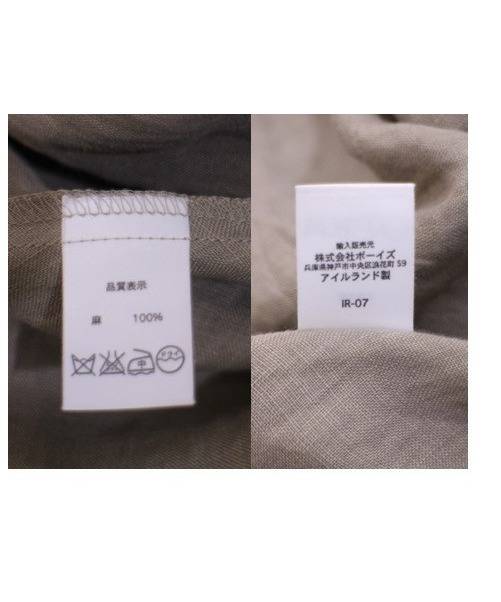 品質表示
麻 100%
中 ドライ
輸入販売元
株式会社ボーイズ
兵庫県神戸市中央区浪花町 59
アイルランド製
IR-07